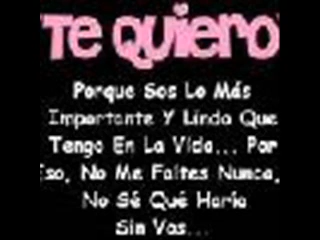 Te quiero
Porque Sos Lo Más
Importante Y Lindo Que
Tengo En La Vida... Por
Eso, No Me Faltes Nunca,
No Sé Qué Haría
Sin Vos...